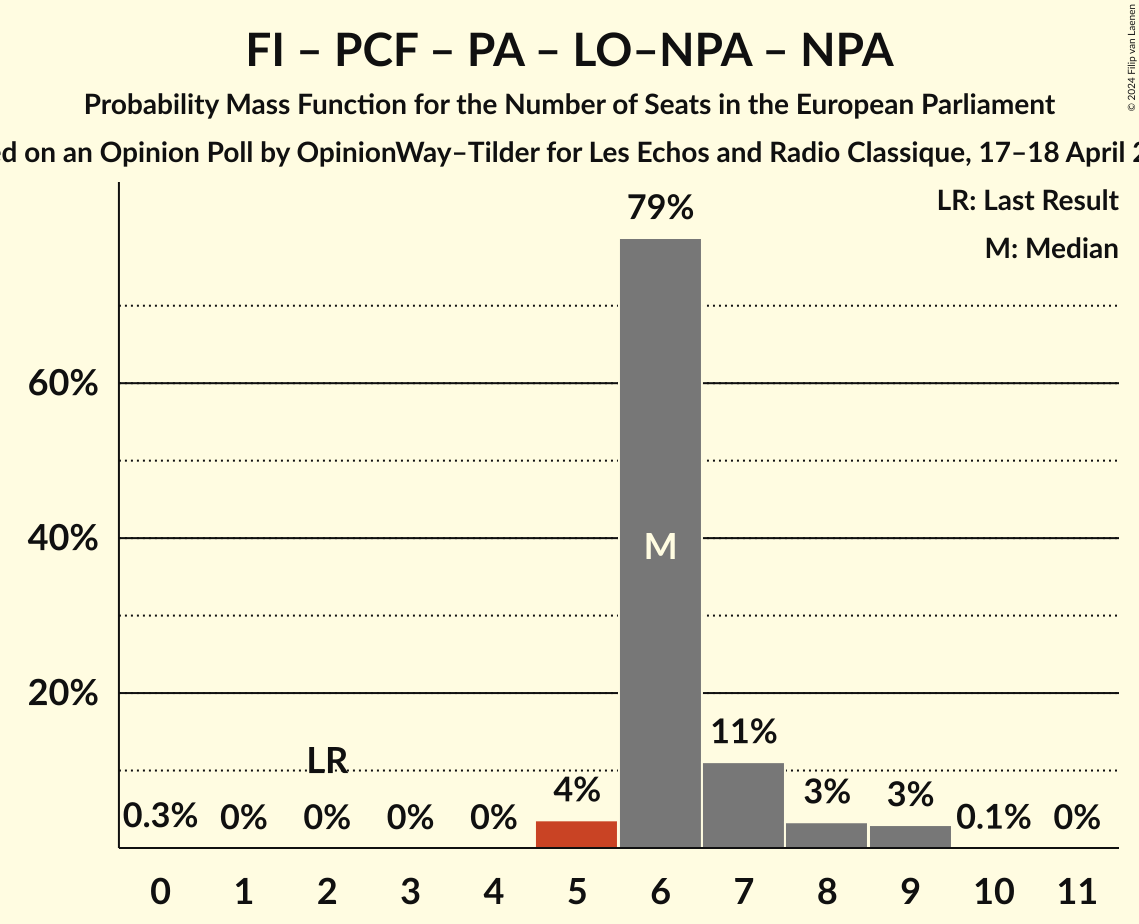 FI – PCF – PA – LO–NPA – NPA
Probability Mass Function for the Number of Seats in the European Parliament
on an Opinion Poll by OpinionWay–Tilder for Les Echos and Radio Classique, 17–18 April
© 2024 Filip van Laenen
LR: Last Result
M: Median
79%
60%
40%
20%
M
LR
0.3% 0% 0% 0% 0% 4% 11% 3% 3% 0.1% 0%
0 1 2 3 4 5 6 7 8 9 10 11